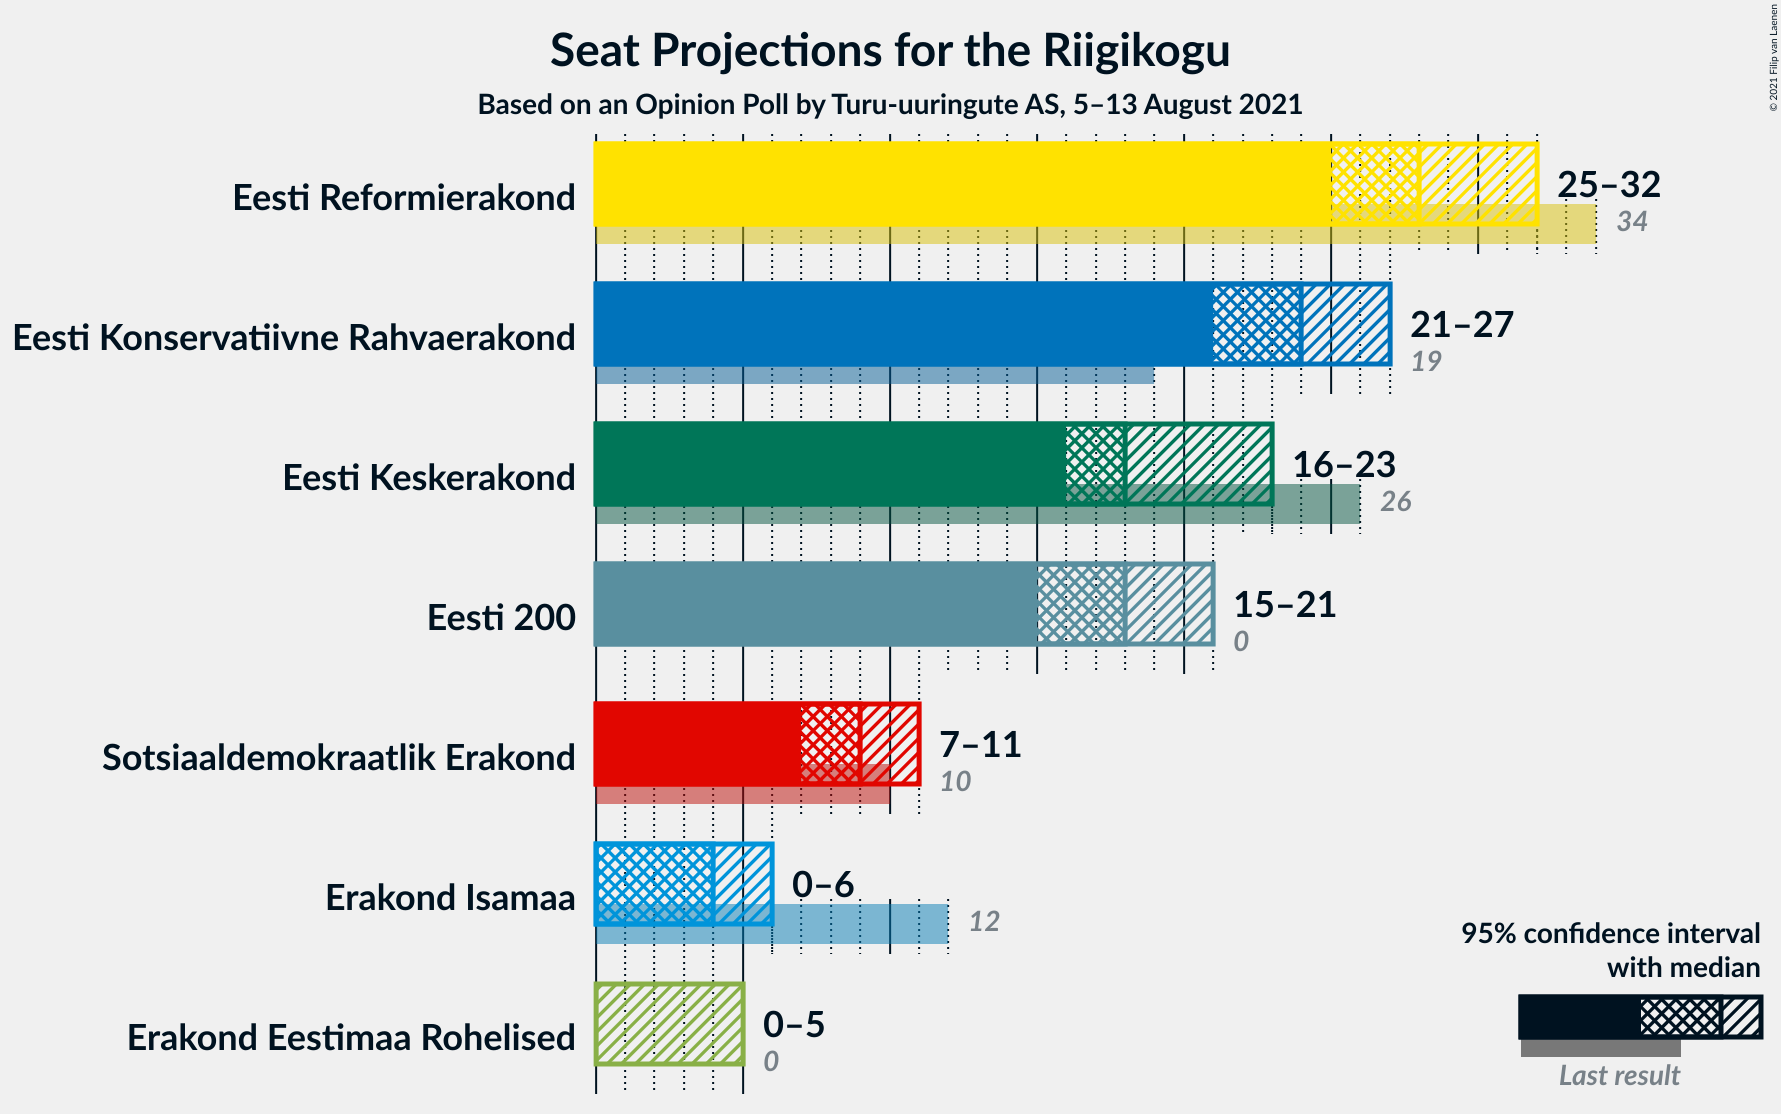 Seat Projections for the Riigikogu
Based on an Opinion Poll by Turu-uuringute AS, 5–13 August 2021
© 2021 Filip van Laenen
Eesti Reformierakond
25–32
34
Eesti Konservatiivne Rahvaerakond
21–27
19
Eesti Keskerakond
16–23
26
Eesti 200
15–21
0
Sotsiaaldemokraatlik Erakond
7–11
10
Erakond Isamaa
0–6
12
Erakond Eestimaa Rohelised
0–5
0
95% confidence interval
with median
Last result